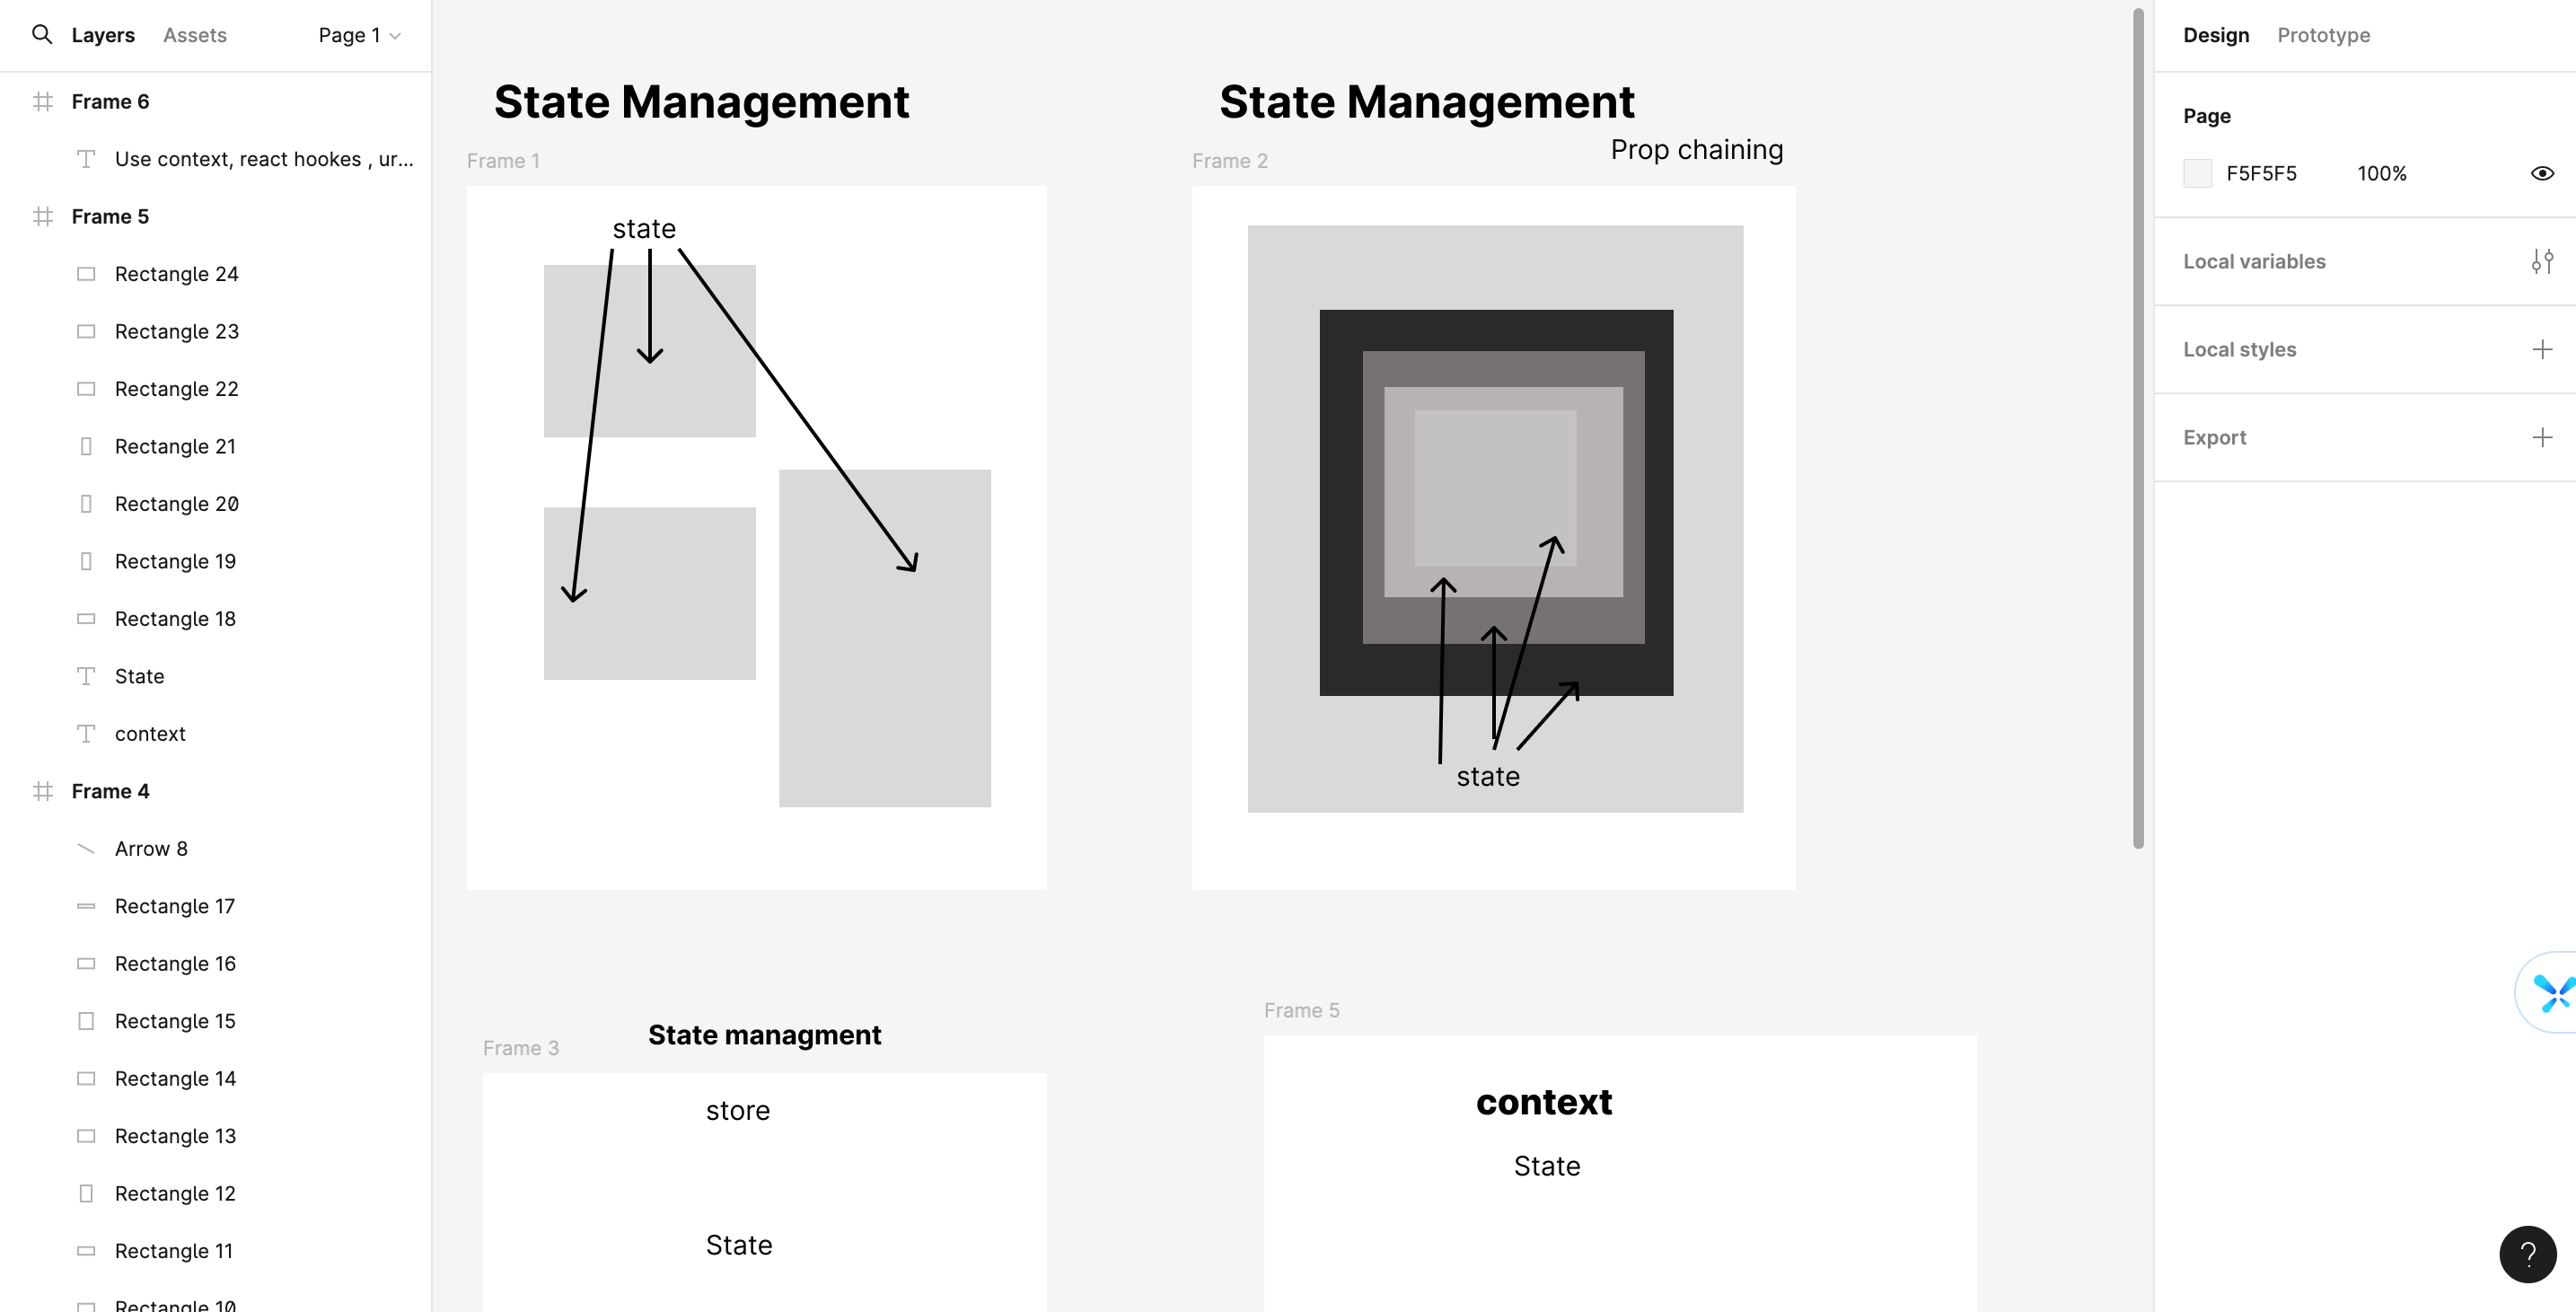 Layers Assets Page 1
Frame 6
Use context, react hookes , ur...
Frame 5
Rectangle 24
Rectangle 23
Rectangle 22
Rectangle 21
Rectangle 20
Rectangle 19
Rectangle 18
State
context
Frame 4
Arrow 8
Rectangle 17
Rectangle 16
Rectangle 15
Rectangle 14
Rectangle 13
Rectangle 12
Rectangle 11
Rectangle 10
State Management
Frame 1
state
State Management
Prop chaining
Frame 2
state
State managment
Frame 3
store
State
Frame 5
context
State
Design Prototype
Page
F5F5F5 100%
Local variables
Local styles
Export
?